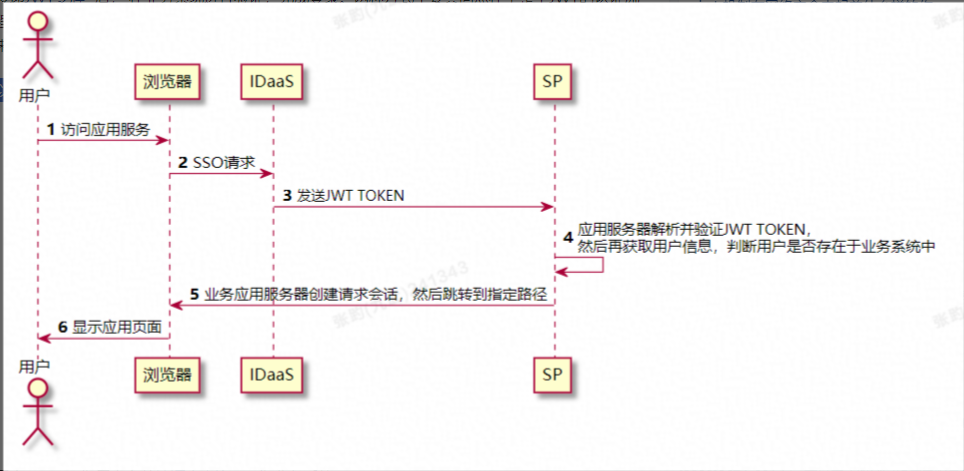 用户
浏览器
IDaaS
SP
1 访问应用服务
2 SSO请求
3 发送JWT TOKEN
4 应用服务器解析并验证JWT TOKEN，
然后再获取用户信息，判断用户是否存在于业务系统中
5 业务应用服务器创建请求会话，然后跳转到指定路径
6 显示应用页面
用户
浏览器
IDaaS
SP